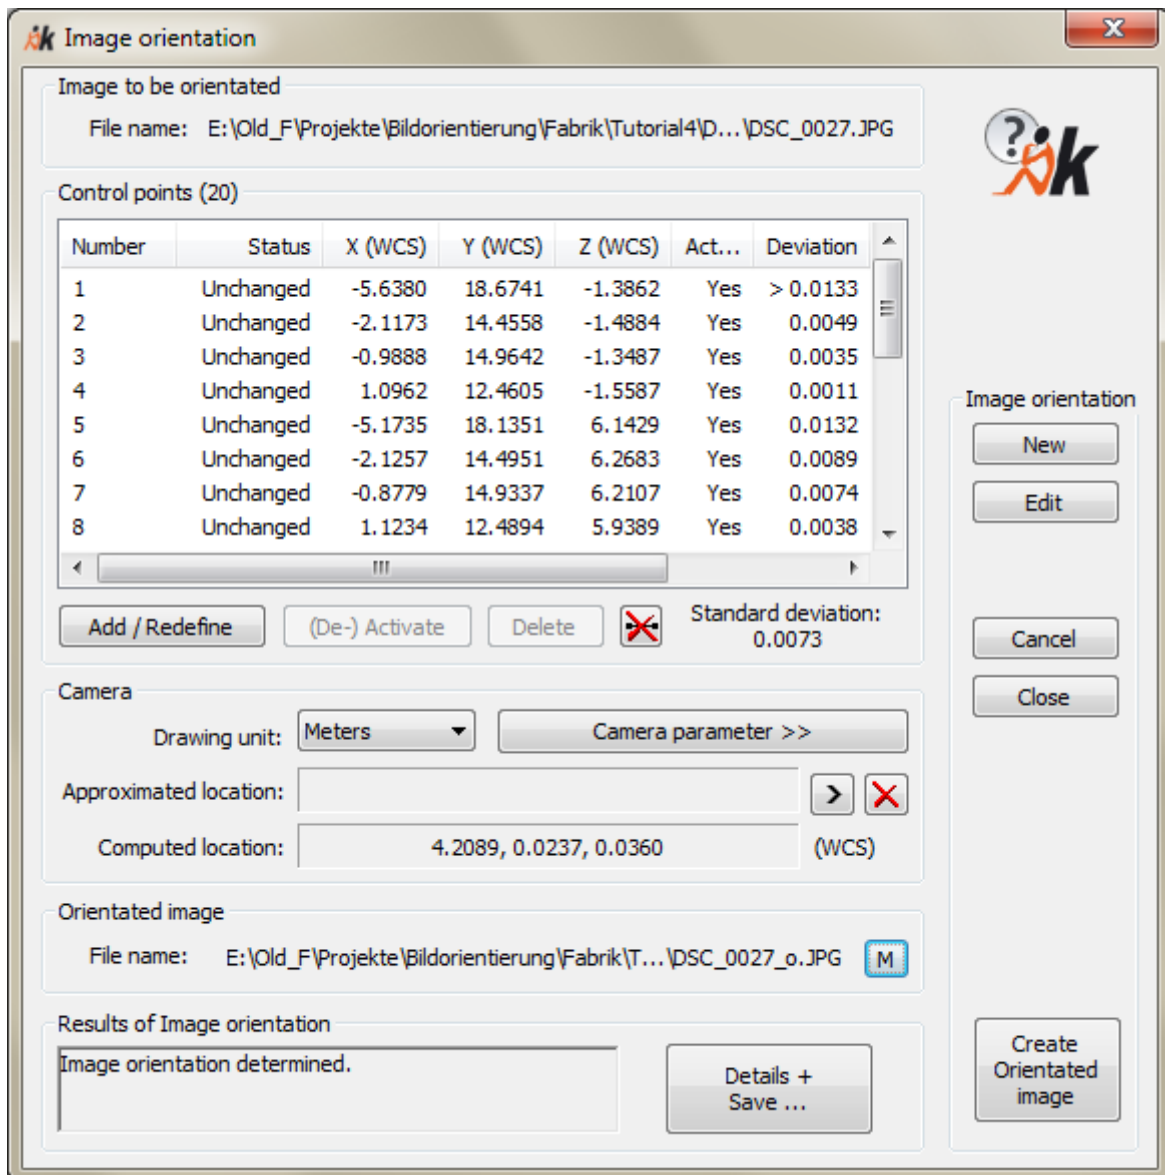 Image orientation
Image to be orientated
File name: E:\Old_F\Projekte\Bildorientierung\Fabrik\Tutorial4\D...\DSC_0027.JPG
?
k
Control points (20)
Number Status X (WCS) Y (WCS) Z (WCS) Act... Deviation
1 Unchanged -5.6380 18.6741 -1.3862 Yes > 0.0133
2 Unchanged -2.1173 14.4558 -1.4884 Yes 0.0049
3 Unchanged -0.9888 14.9642 -1.3487 Yes 0.0035
4 Unchanged 1.0962 12.4605 -1.5587 Yes 0.0011
5 Unchanged -5.1735 18.1351 6.1429 Yes 0.0132
6 Unchanged -2.1257 14.4951 6.2683 Yes 0.0089
7 Unchanged -0.8779 14.9337 6.2107 Yes 0.0074
8 Unchanged 1.1234 12.4894 5.9389 Yes 0.0038
Add / Redefine (De-) Activate Delete Standard deviation:
0.0073
Image orientation
New
Edit
Cancel
Close
Camera
Drawing unit: Meters Camera parameter >>
Approximated location: >
Computed location: 4.2089, 0.0237, 0.0360 (WCS)
Orientated image
File name: E:\Old_F\Projekte\Bildorientierung\Fabrik\T...\DSC_0027_o.JPG M
Results of Image orientation
Image orientation determined.
Details +
Save ...
Create
Orientated
image